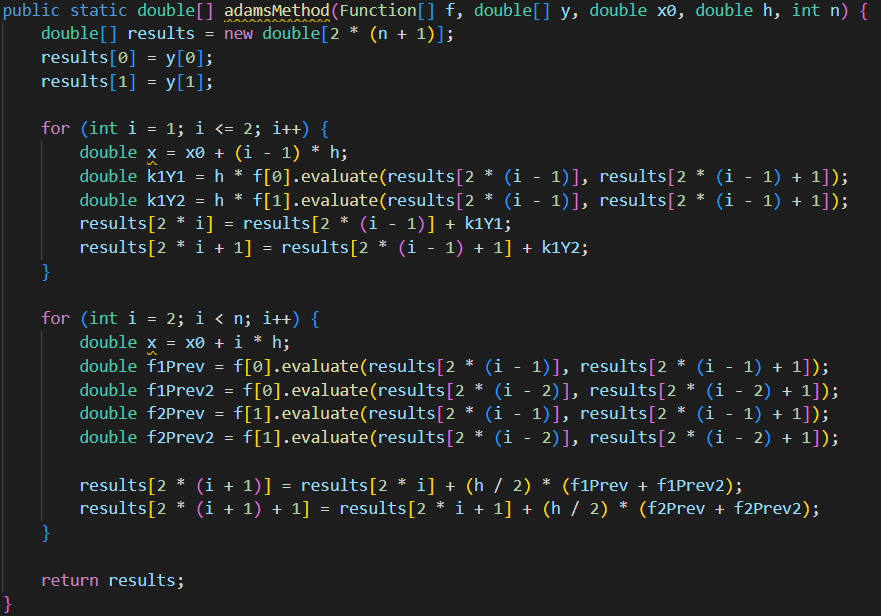 public static double[] adamsMethod(Function[] f, double[] y, double x0, double h, int n) {
    double[] results = new double[2 * (n + 1)];
    results[0] = y[0];
    results[1] = y[1];

    for (int i = 1; i <= 2; i++) {
        double x = x0 + (i - 1) * h;
        double k1Y1 = h * f[0].evaluate(results[2 * (i - 1)], results[2 * (i - 1) + 1]);
        double k1Y2 = h * f[1].evaluate(results[2 * (i - 1)], results[2 * (i - 1) + 1]);
        results[2 * i] = results[2 * (i - 1)] + k1Y1;
        results[2 * i + 1] = results[2 * (i - 1) + 1] + k1Y2;
    }

    for (int i = 2; i < n; i++) {
        double x = x0 + i * h;
        double f1Prev = f[0].evaluate(results[2 * (i - 1)], results[2 * (i - 1) + 1]);
        double f1Prev2 = f[0].evaluate(results[2 * (i - 2)], results[2 * (i - 2) + 1]);
        double f2Prev = f[1].evaluate(results[2 * (i - 1)], results[2 * (i - 1) + 1]);
        double f2Prev2 = f[1].evaluate(results[2 * (i - 2)], results[2 * (i - 2) + 1]);

        results[2 * (i + 1)] = results[2 * i] + (h / 2) * (f1Prev + f1Prev2);
        results[2 * (i + 1) + 1] = results[2 * i + 1] + (h / 2) * (f2Prev + f2Prev2);
    }

    return results;
}